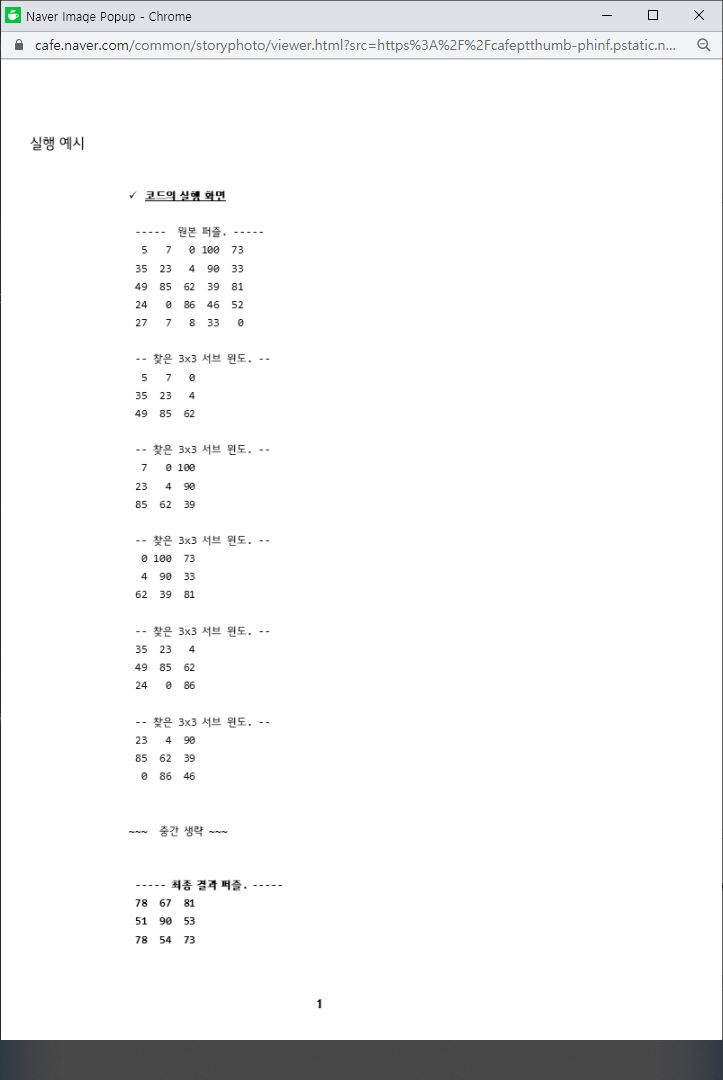 Naver Image Popup - Chrome
cafe.naver.com/common/storyphoto/viewer.html?src=https%3A%2F%2Fcafeptthumb-phinf.pstatic.n...
실행 예시
✓ 코드의 실행 화면
----- 원본 퍼즐. -----
5 7 0 100 73
35 23 4 90 33
49 85 62 39 81
24 0 86 46 52
27 7 8 33 0
-- 찾은 3x3 서브 윈도. --
5 7 0
35 23 4
49 85 62
-- 찾은 3x3 서브 윈도. --
7 0 100
23 4 90
85 62 39
-- 찾은 3x3 서브 윈도. --
0 100 73
4 90 33
62 39 81
-- 찾은 3x3 서브 윈도. --
35 23 4
49 85 62
24 0 86
-- 찾은 3x3 서브 윈도. --
23 4 90
85 62 39
0 86 46
~~~ 중간 생략 ~~~
----- 최종 결과 퍼즐. -----
78 67 81
51 90 53
78 54 73
1